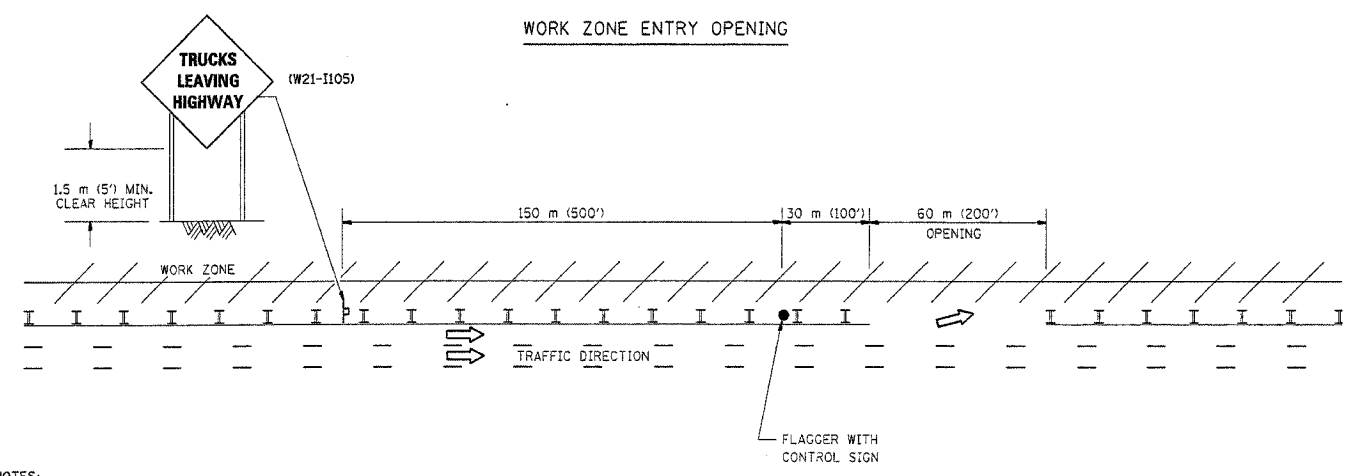 WORK ZONE ENTRY OPENING
TRUCKS
LEAVING
HIGHWAY
(W21-I105)
1.5 m (5') MIN.
CLEAR HEIGHT
150 m (500')
30 m (100')
60 m (200')
OPENING
WORK ZONE
TRAFFIC DIRECTION
FLAGGER WITH
CONTROL SIGN
NOTES: